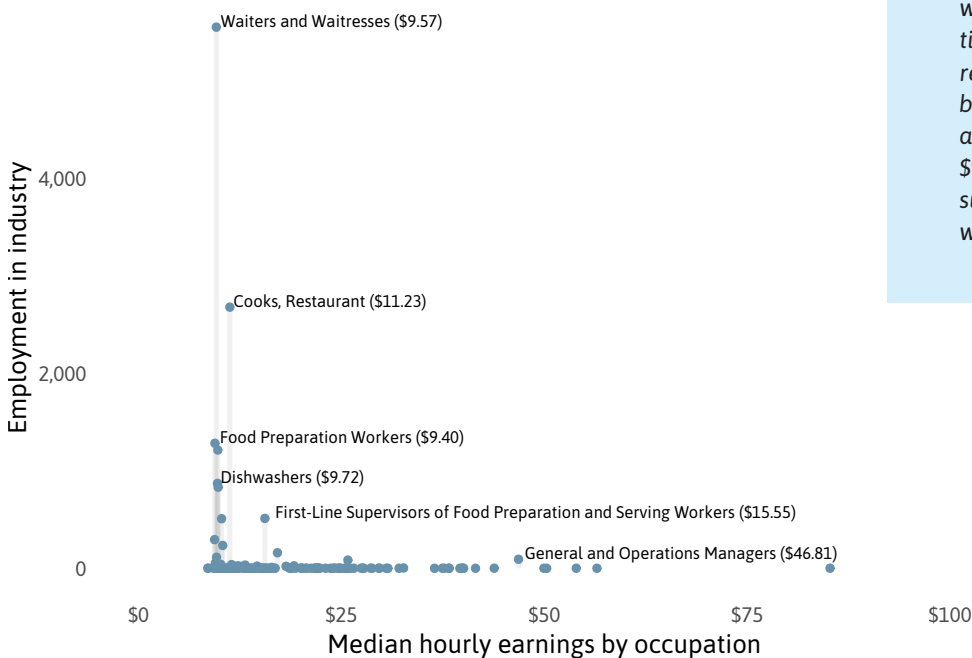 Waiters and Waitresses ($9.57)
4,000
Cooks, Restaurant ($11.23)
Employment in industry
2,000
Food Preparation Workers ($9.40)
Dishwashers ($9.72)
First-Line Supervisors of Food Preparation and Serving Workers ($15.55)
General and Operations Managers ($46.81)
0
$0
$25
$50
$75
$100
Median hourly earnings by occupation